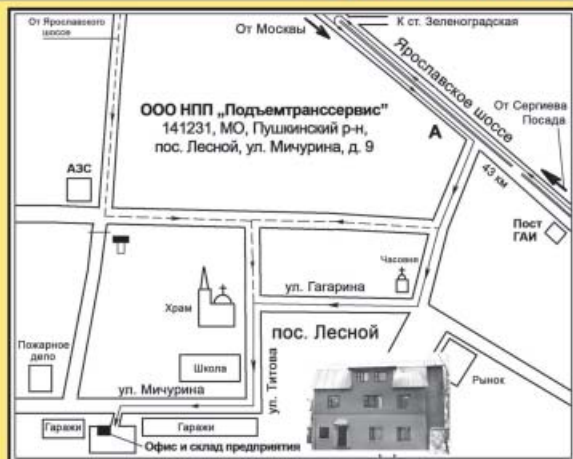 От Ярославского
шоссе
От Москвы
К ст. Зеленоградская
Ярославское шоссе
От Сергиева
Посада
ООО НПП „Подъемтранссервис”
141231, МО, Пушкинский р-н,
пос. Лесной, ул. Мичурина, д. 9
А
АЗС
43 км
Пост
ГАИ
Часовня
ул. Гагарина
Храм
пос. Лесной
Пожарное
депо
Школа
ул. Титова
Рынок
ул. Мичурина
Гаражи
Гаражи
Офис и склад предприятия